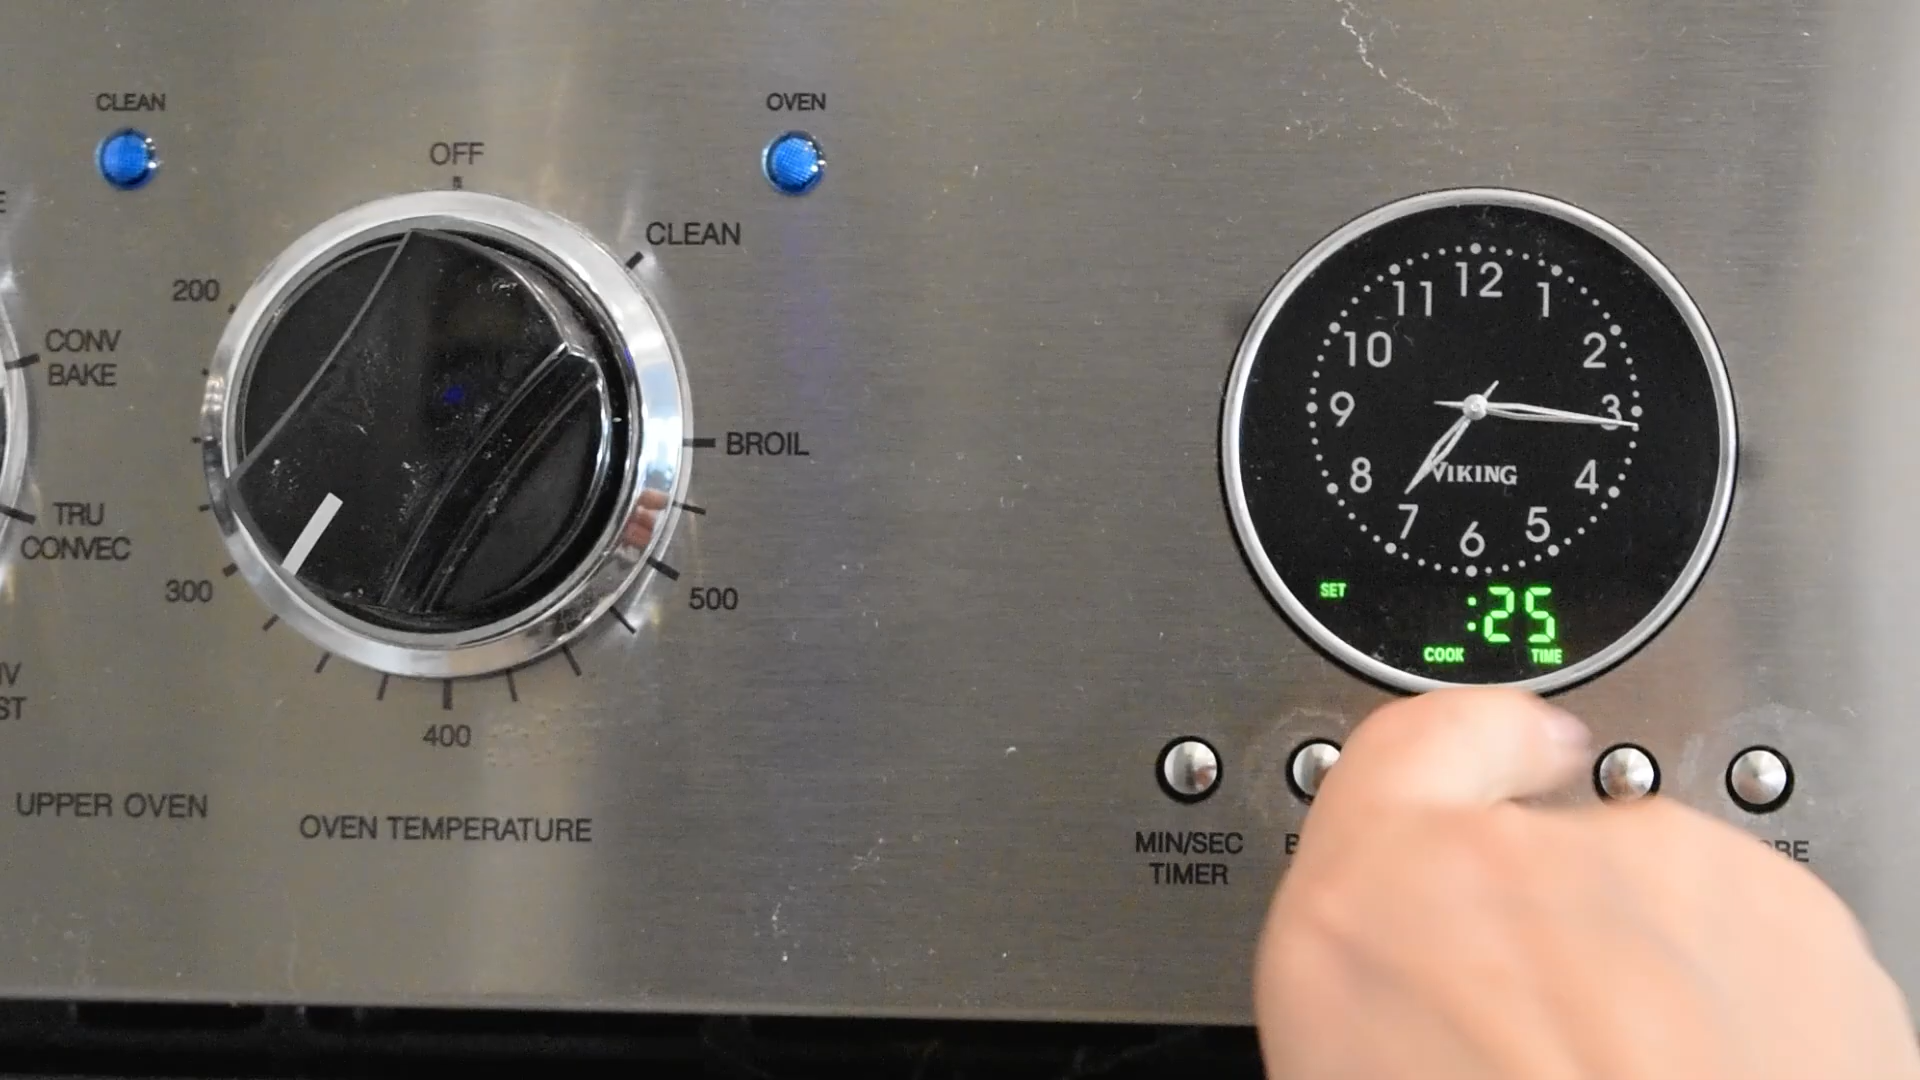 CLEAN
OVEN
OFF
CLEAN
200
CONV
BAKE
BROIL
TRU
CONVEC
300
500
400
UPPER OVEN
OVEN TEMPERATURE
12
11
1
10
2
9
3
8
4
7
5
6
VIKING
SET
:25
COOK
TIME
MIN/SEC
TIMER